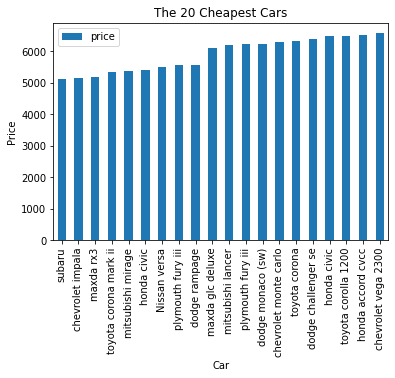 The 20 Cheapest Cars
price
Price
6000
5000
4000
3000
2000
1000
0
subaru
chevrolet impala
maxda rx3
toyota corona mark ii
mitsubishi mirage
honda civic
Nissan versa
plymouth fury iii
dodge rampage
maxda glc deluxe
mitsubishi lancer
plymouth fury iii
dodge monaco (sw)
chevrolet monte carlo
toyota corona
dodge challenger se
honda civic
toyota corolla 1200
honda accord cvcc
chevrolet vega 2300
Car